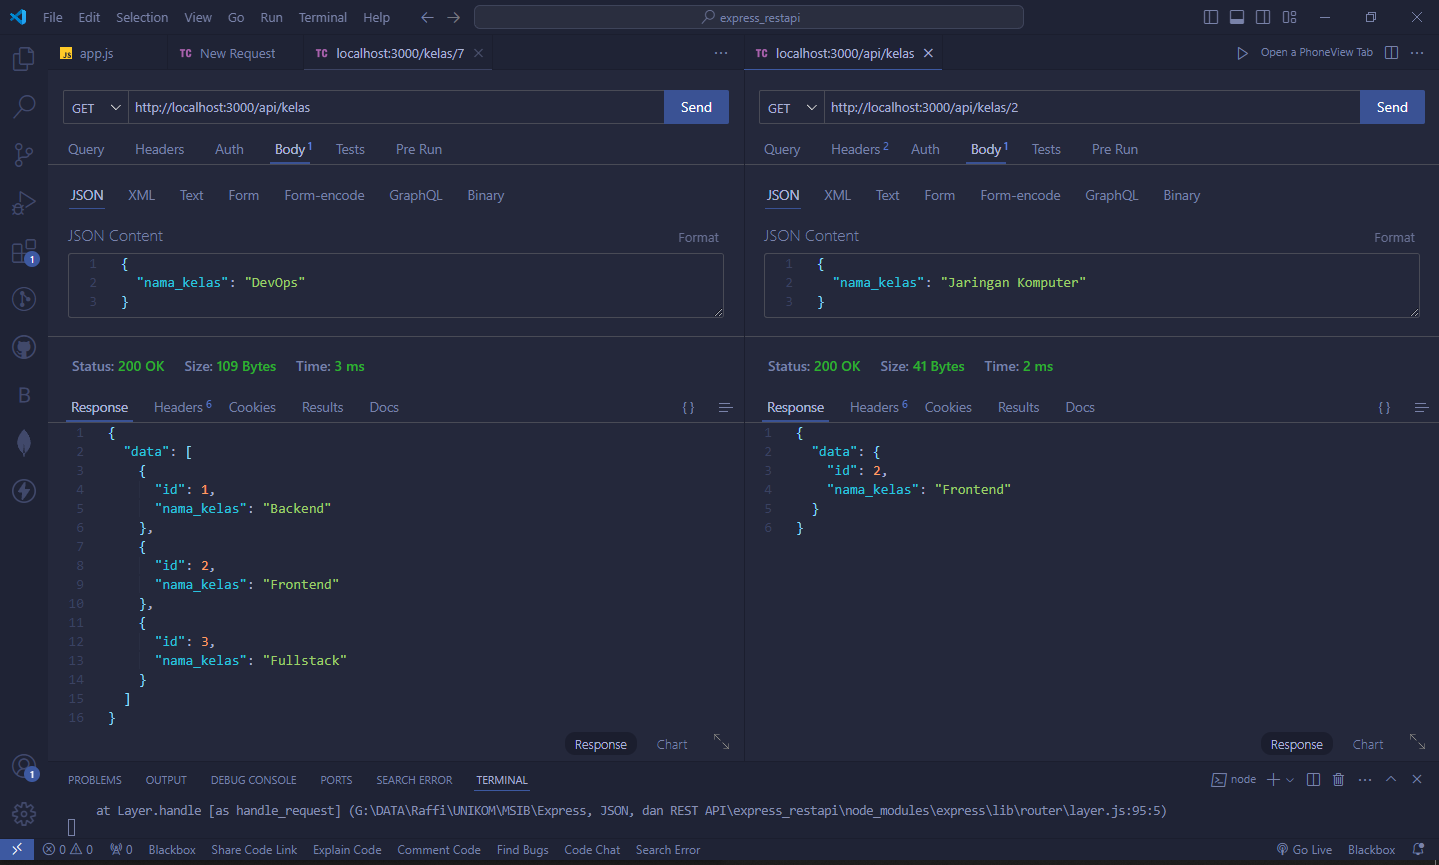 File Edit Selection View Go Run Terminal Help
express_restapi
JS app.js
TC New Request
TC localhost:3000/kelas/7
TC localhost:3000/api/kelas
Open a PhoneView Tab
GET http://localhost:3000/api/kelas Send
Query Headers Auth Body 1 Tests Pre Run
JSON XML Text Form Form-encode GraphQL Binary
JSON Content
Format
1 {
2 "nama_kelas": "DevOps"
3 }
Status: 200 OK Size: 109 Bytes Time: 3 ms
Response Headers 6 Cookies Results Docs { }
1 {
2 "data": [
3 {
4 "id": 1,
5 "nama_kelas": "Backend"
6 },
7 {
8 "id": 2,
9 "nama_kelas": "Frontend"
10 },
11 {
12 "id": 3,
13 "nama_kelas": "Fullstack"
14 }
15 ]
16 }
Response Chart
GET http://localhost:3000/api/kelas/2 Send
Query Headers 2 Auth Body 1 Tests Pre Run
JSON XML Text Form Form-encode GraphQL Binary
JSON Content
Format
1 {
2 "nama_kelas": "Jaringan Komputer"
3 }
Status: 200 OK Size: 41 Bytes Time: 2 ms
Response Headers 6 Cookies Results Docs { }
1 {
2 "data": {
3 "id": 2,
4 "nama_kelas": "Frontend"
5 }
6 }
Response Chart
B
1
1
PROBLEMS OUTPUT DEBUG CONSOLE PORTS SEARCH ERROR TERMINAL
node
at Layer.handle [as handle_request] (G:\DATA\Raffi\UNIKOM\MSIB\Express, JSON, dan REST API\express_restapi\node_modules\express\lib\router\layer.js:95:5)
0 0 0 Blackbox Share Code Link Explain Code Comment Code Find Bugs Code Chat Search Error
Go Live Blackbox